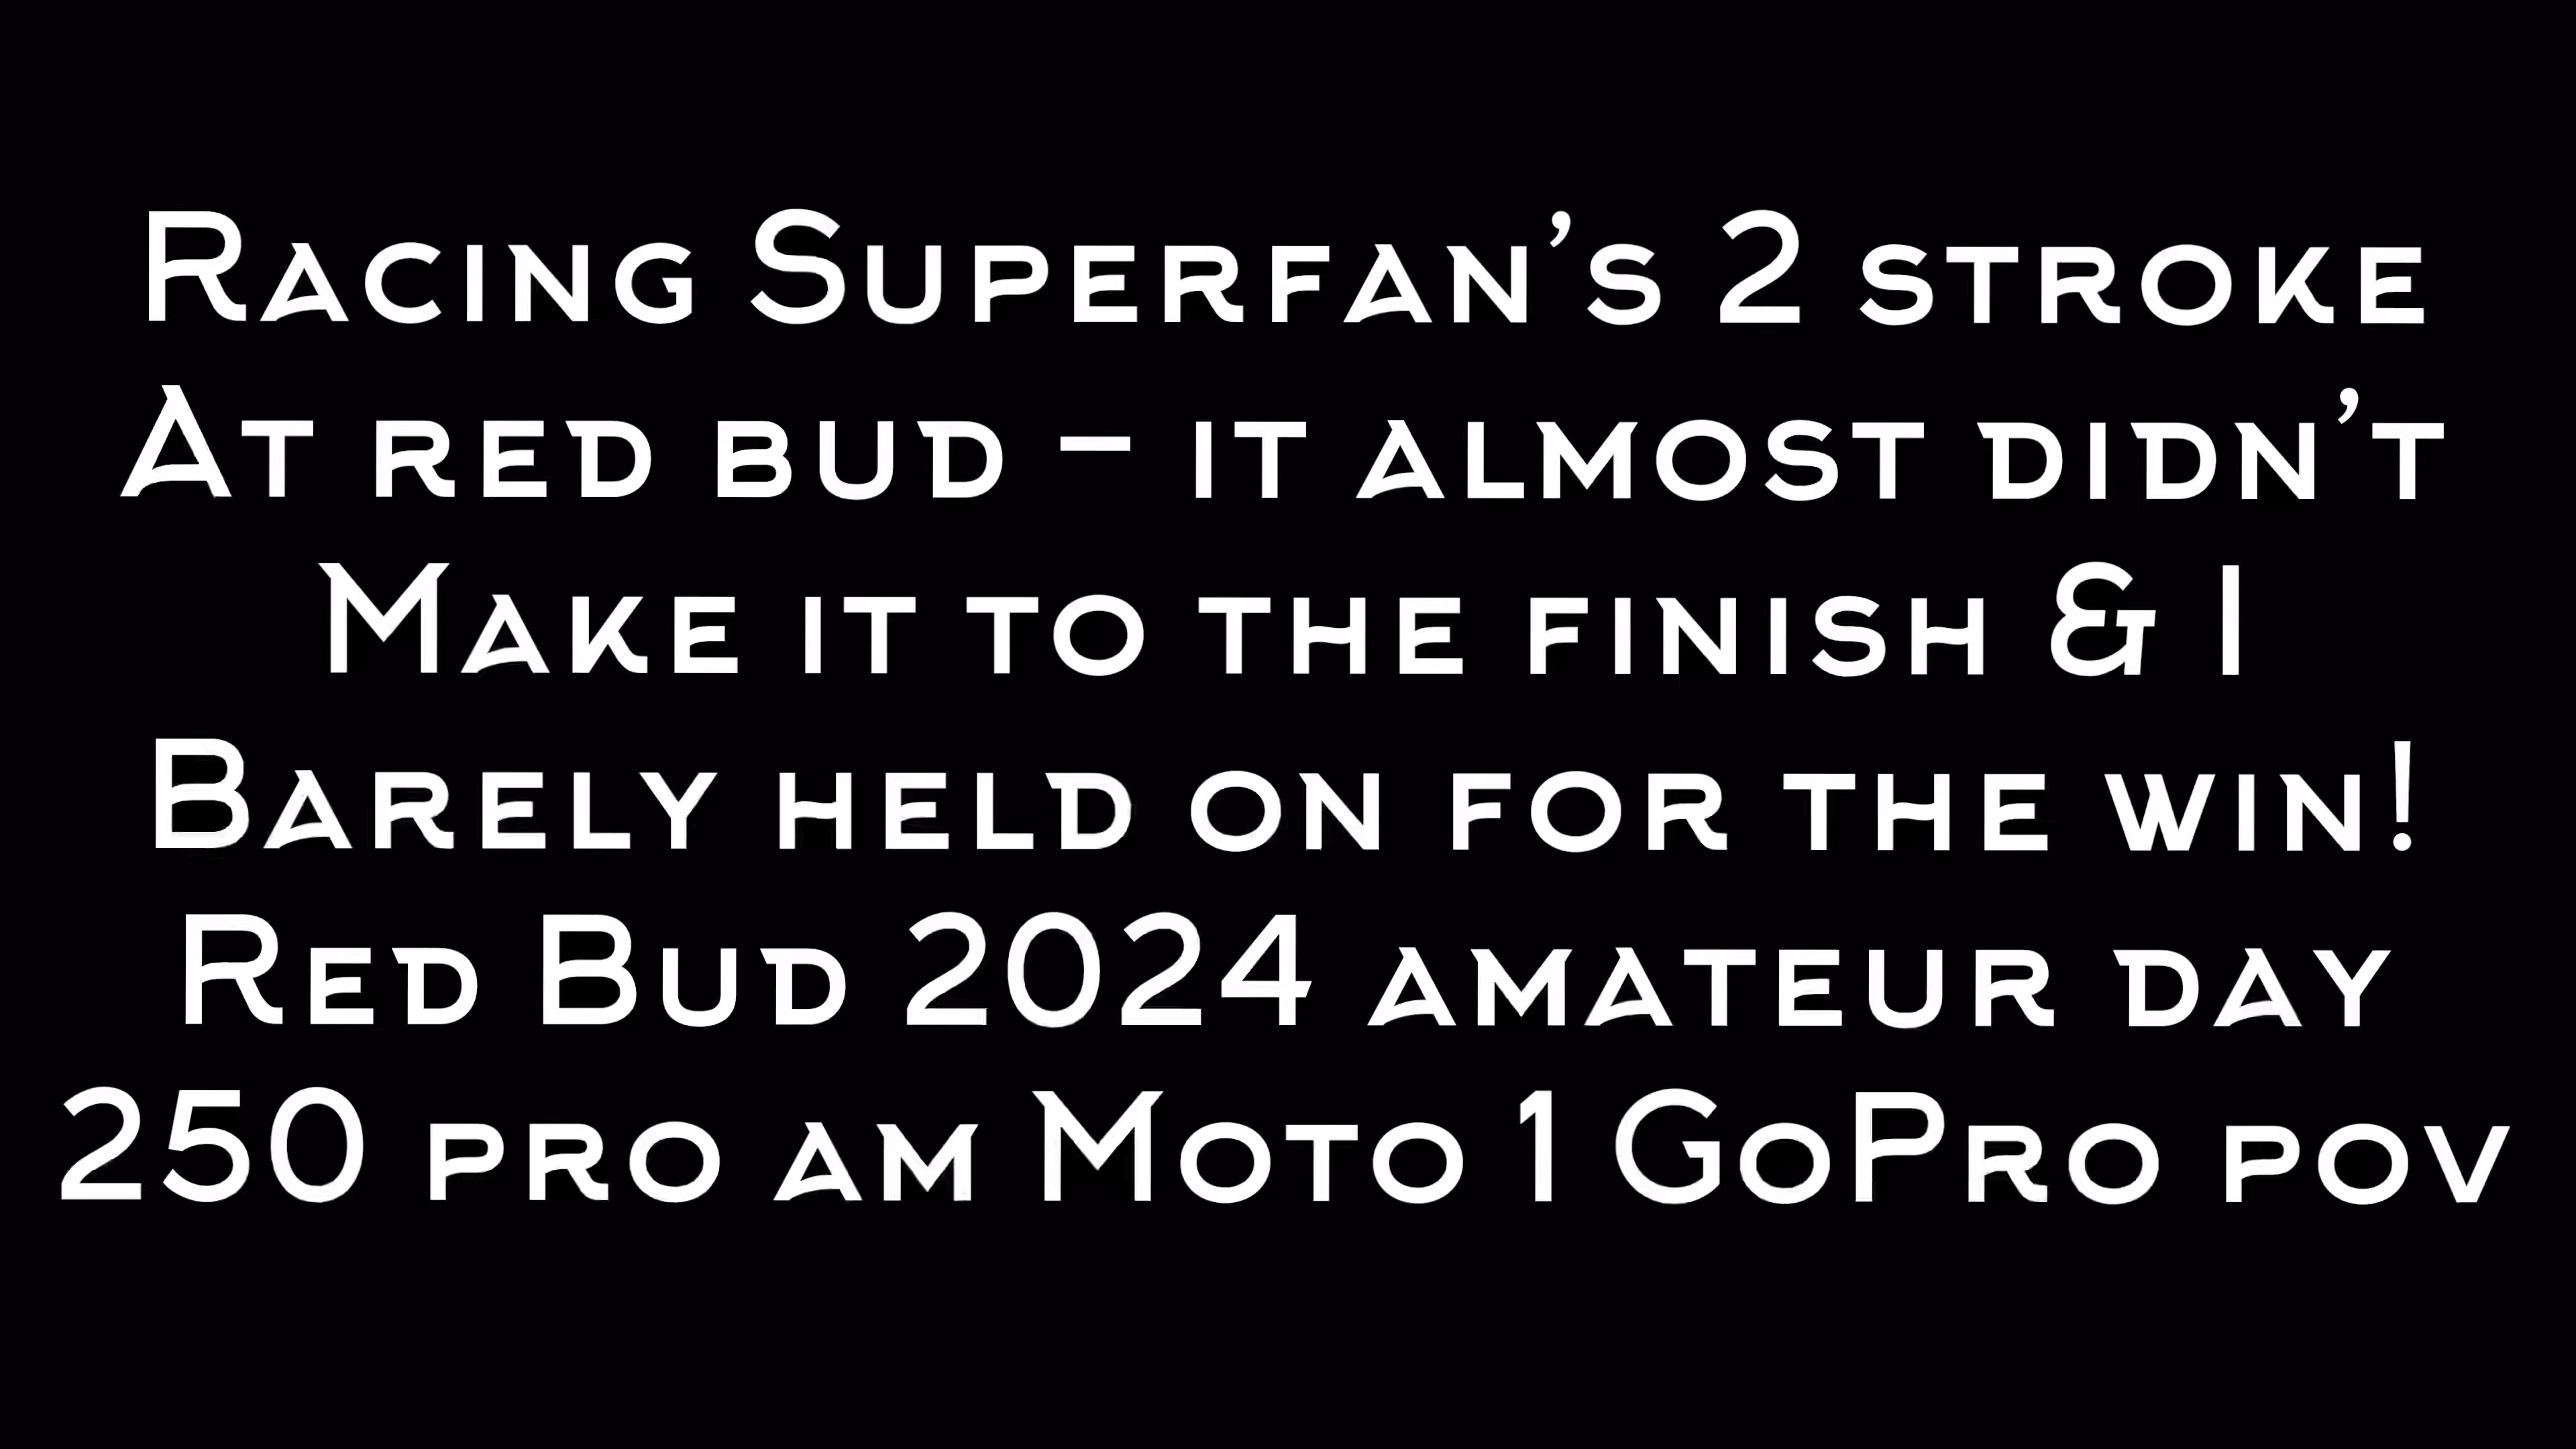 Racing Superfan's 2 stroke
At red bud - it almost didn't
Make it to the finish & I
Barely held on for the win!
Red Bud 2024 amateur day
250 pro am Moto 1 GoPro pov